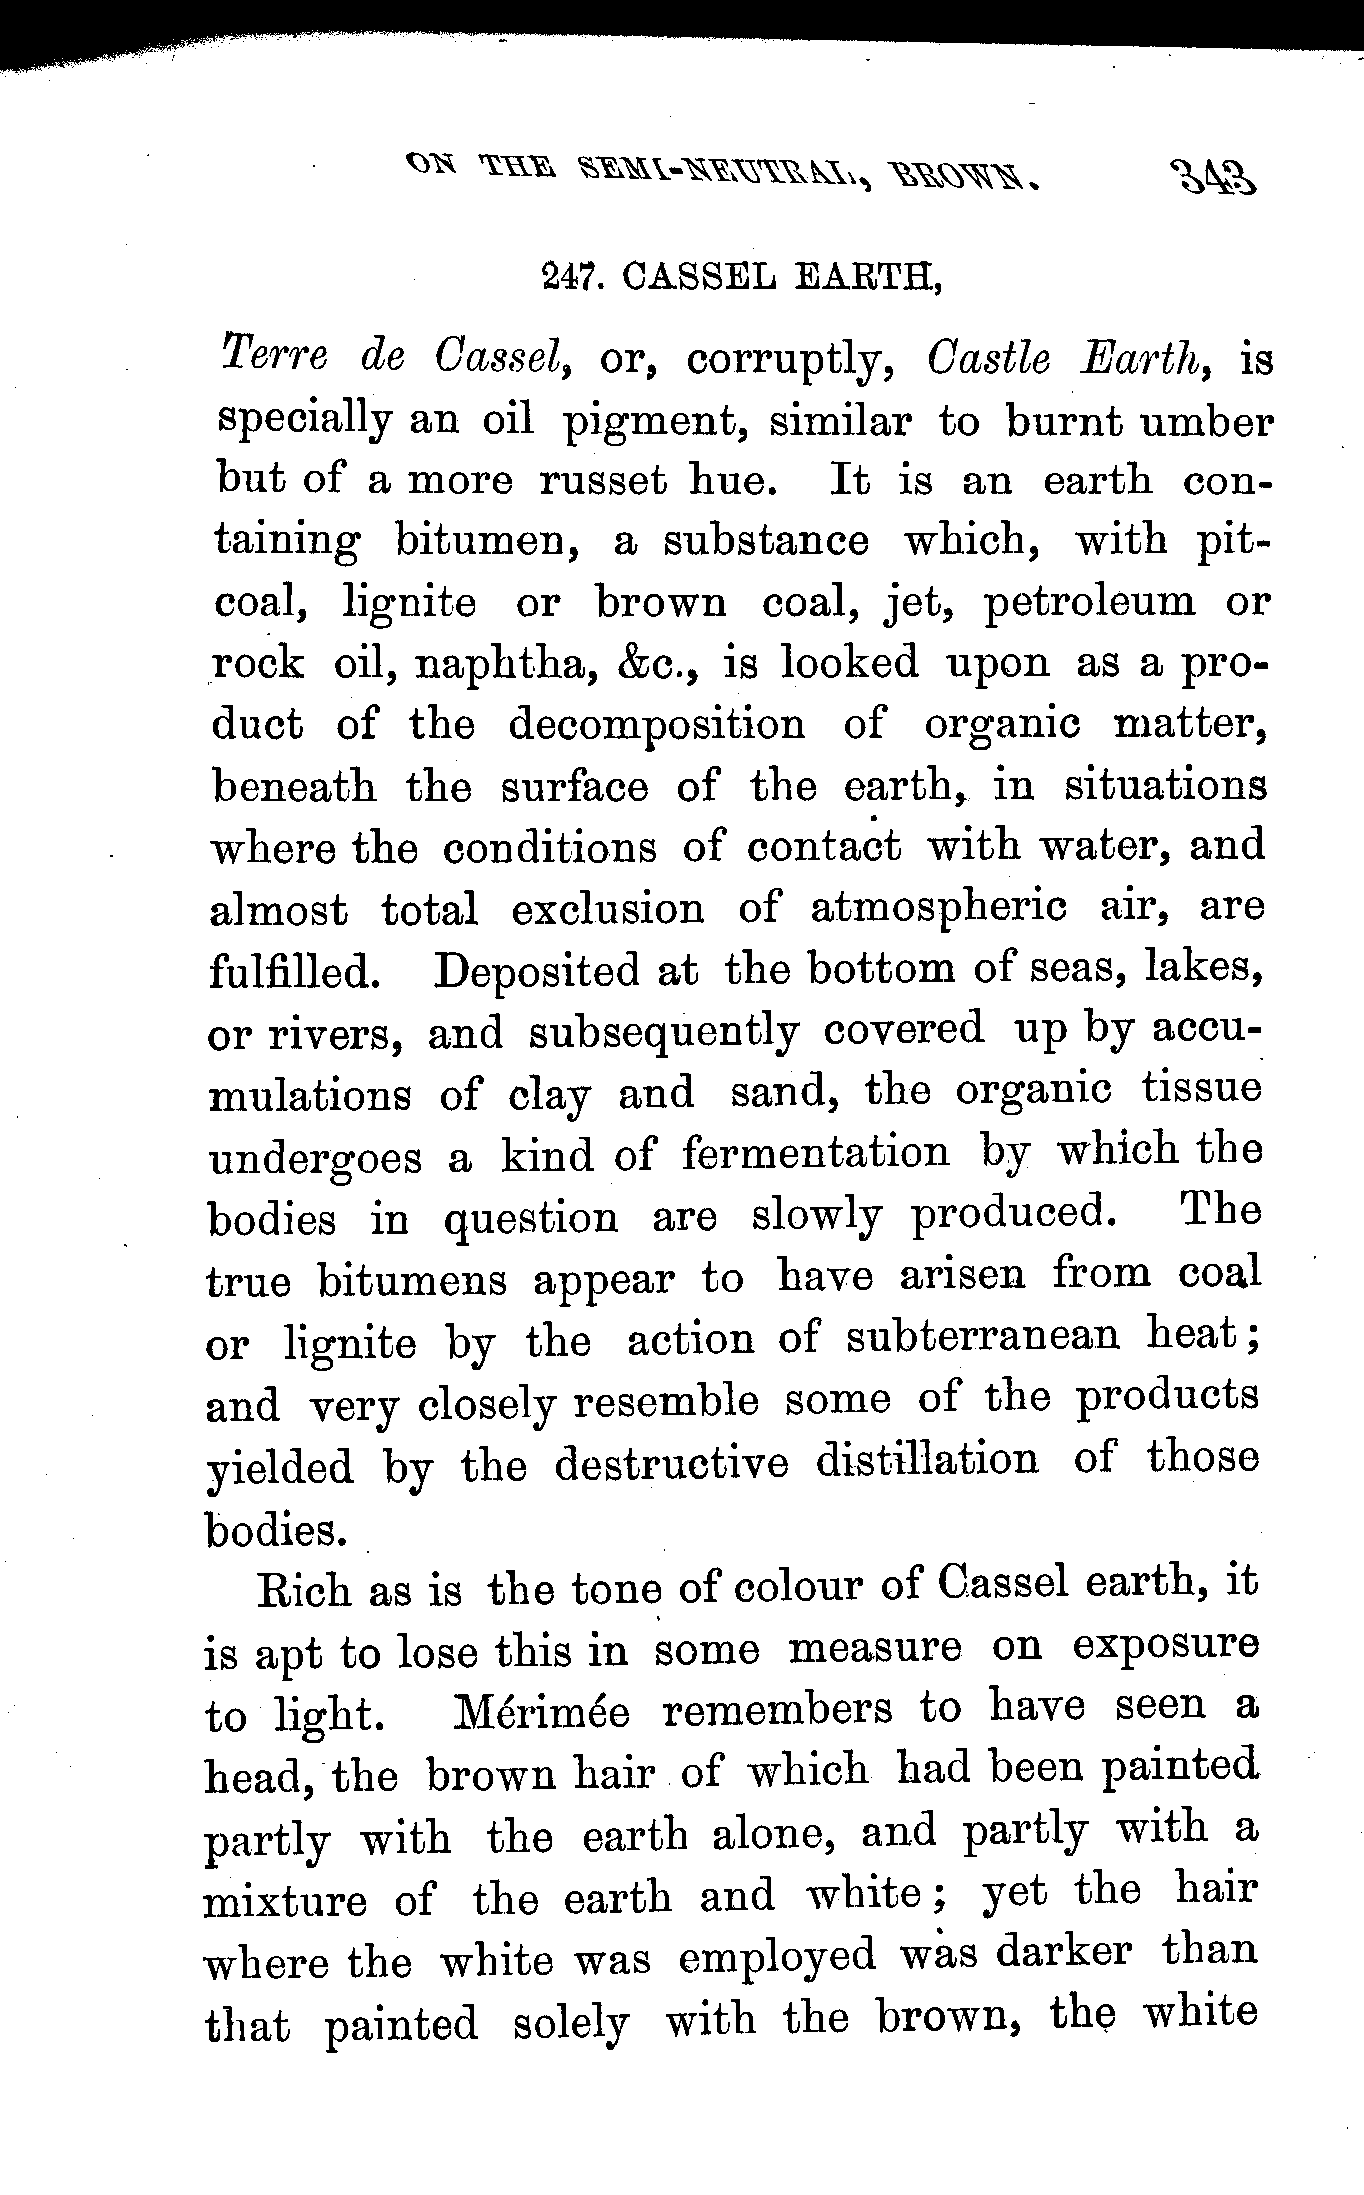 ON THE SEMI-NEUTRAL, BROWN. 343
247. CASSEL EARTH,
Terre de Cassel, or, corruptly, Castle Earth, is
specially an oil pigment, similar to burnt umber
but of a more russet hue. It is an earth con-
taining bitumen, a substance which, with pit-
coal, lignite or brown coal, jet, petroleum or
rock oil, naphtha, &c., is looked upon as a pro-
duct of the decomposition of organic matter,
beneath the surface of the earth, in situations
where the conditions of contact with water, and
almost total exclusion of atmospheric air, are
fulfilled. Deposited at the bottom of seas, lakes,
or rivers, and subsequently covered up by accu-
mulations of clay and sand, the organic tissue
undergoes a kind of fermentation by which the
bodies in question are slowly produced. The
true bitumens appear to have arisen from coal
or lignite by the action of subterranean heat;
and very closely resemble some of the products
yielded by the destructive distillation of those
bodies.
Rich as is the tone of colour of Cassel earth, it
is apt to lose this in some measure on exposure
to light. Mérimée remembers to have seen a
head, the brown hair of which had been painted
partly with the earth alone, and partly with a
mixture of the earth and white; yet the hair
where the white was employed was darker than
that painted solely with the brown, the white